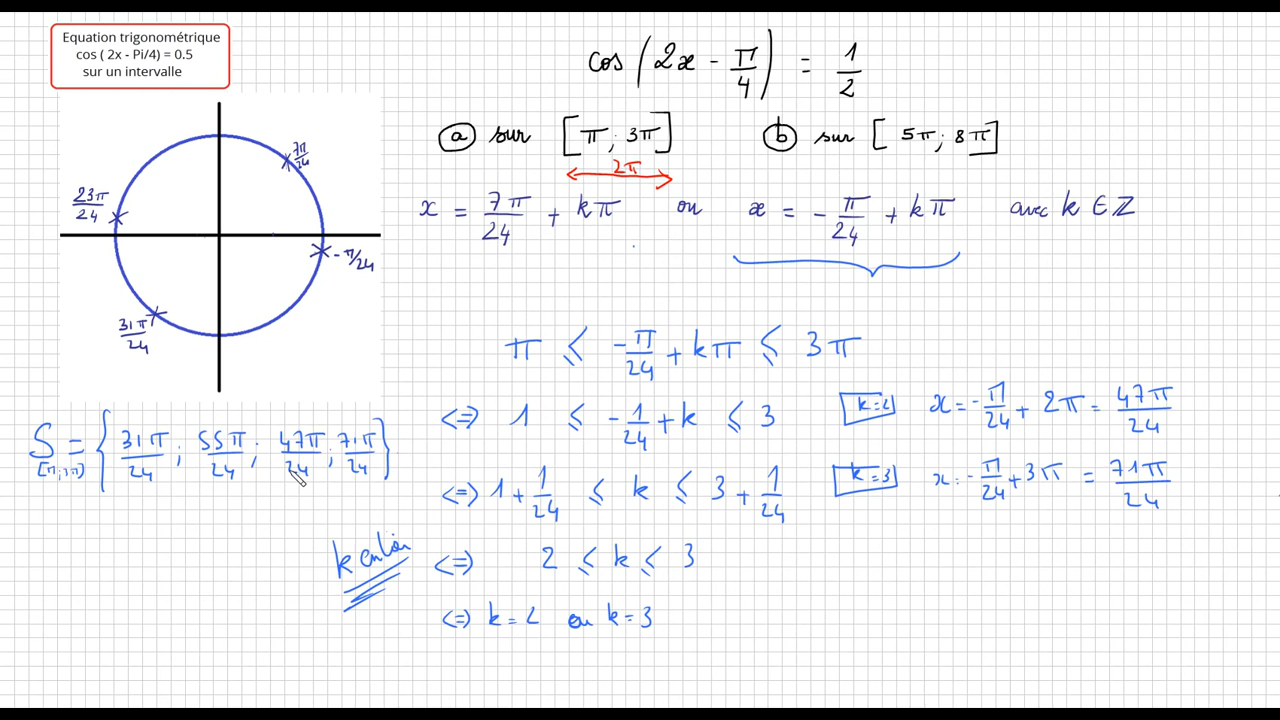 Equation trigonométrique
cos ( 2x - Pi/4) = 0.5
sur un intervalle
cos(2x - π/4) = 1/2
a sur [π ; 3π]
b sur [5π ; 8π]
2π
x = 7π/24 + kπ ou x = -π/24 + kπ avec k ∈ ℤ
7π/24
23π/24
-π/24
31π/24
π ≤ -π/24 + kπ ≤ 3π
<=> 1 ≤ -1/24 + k ≤ 3
k=2 x = -π/24 + 2π = 47π/24
<=> 1 + 1/24 ≤ k ≤ 3 + 1/24
k=3 x = -π/24 + 3π = 71π/24
S[π;3π] = {31π/24 ; 55π/24 ; 47π/24 ; 71π/24}
k entier <=> 2 ≤ k ≤ 3
<=> k = 2 ou k = 3